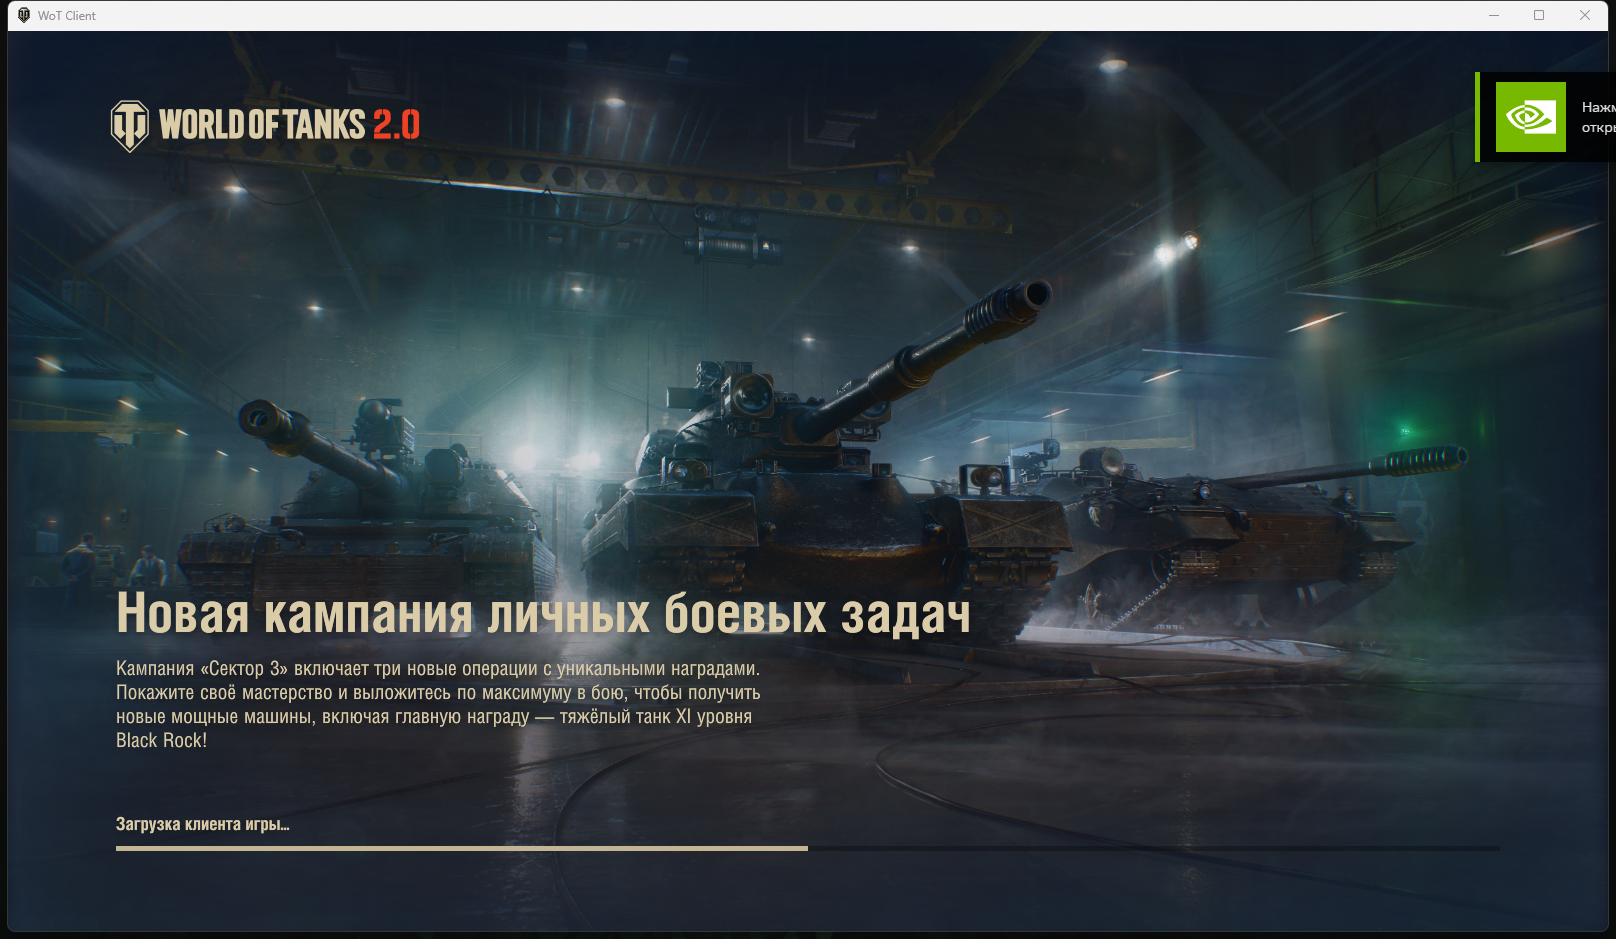 WoT Client
WORLD OF TANKS 2.0
Новая кампания личных боевых задач
Кампания «Сектор 3» включает три новые операции с уникальными наградами.
Покажите своё мастерство и выложитесь по максимуму в бою, чтобы получить
новые мощные машины, включая главную награду — тяжёлый танк XI уровня
Black Rock!
Загрузка клиента игры...